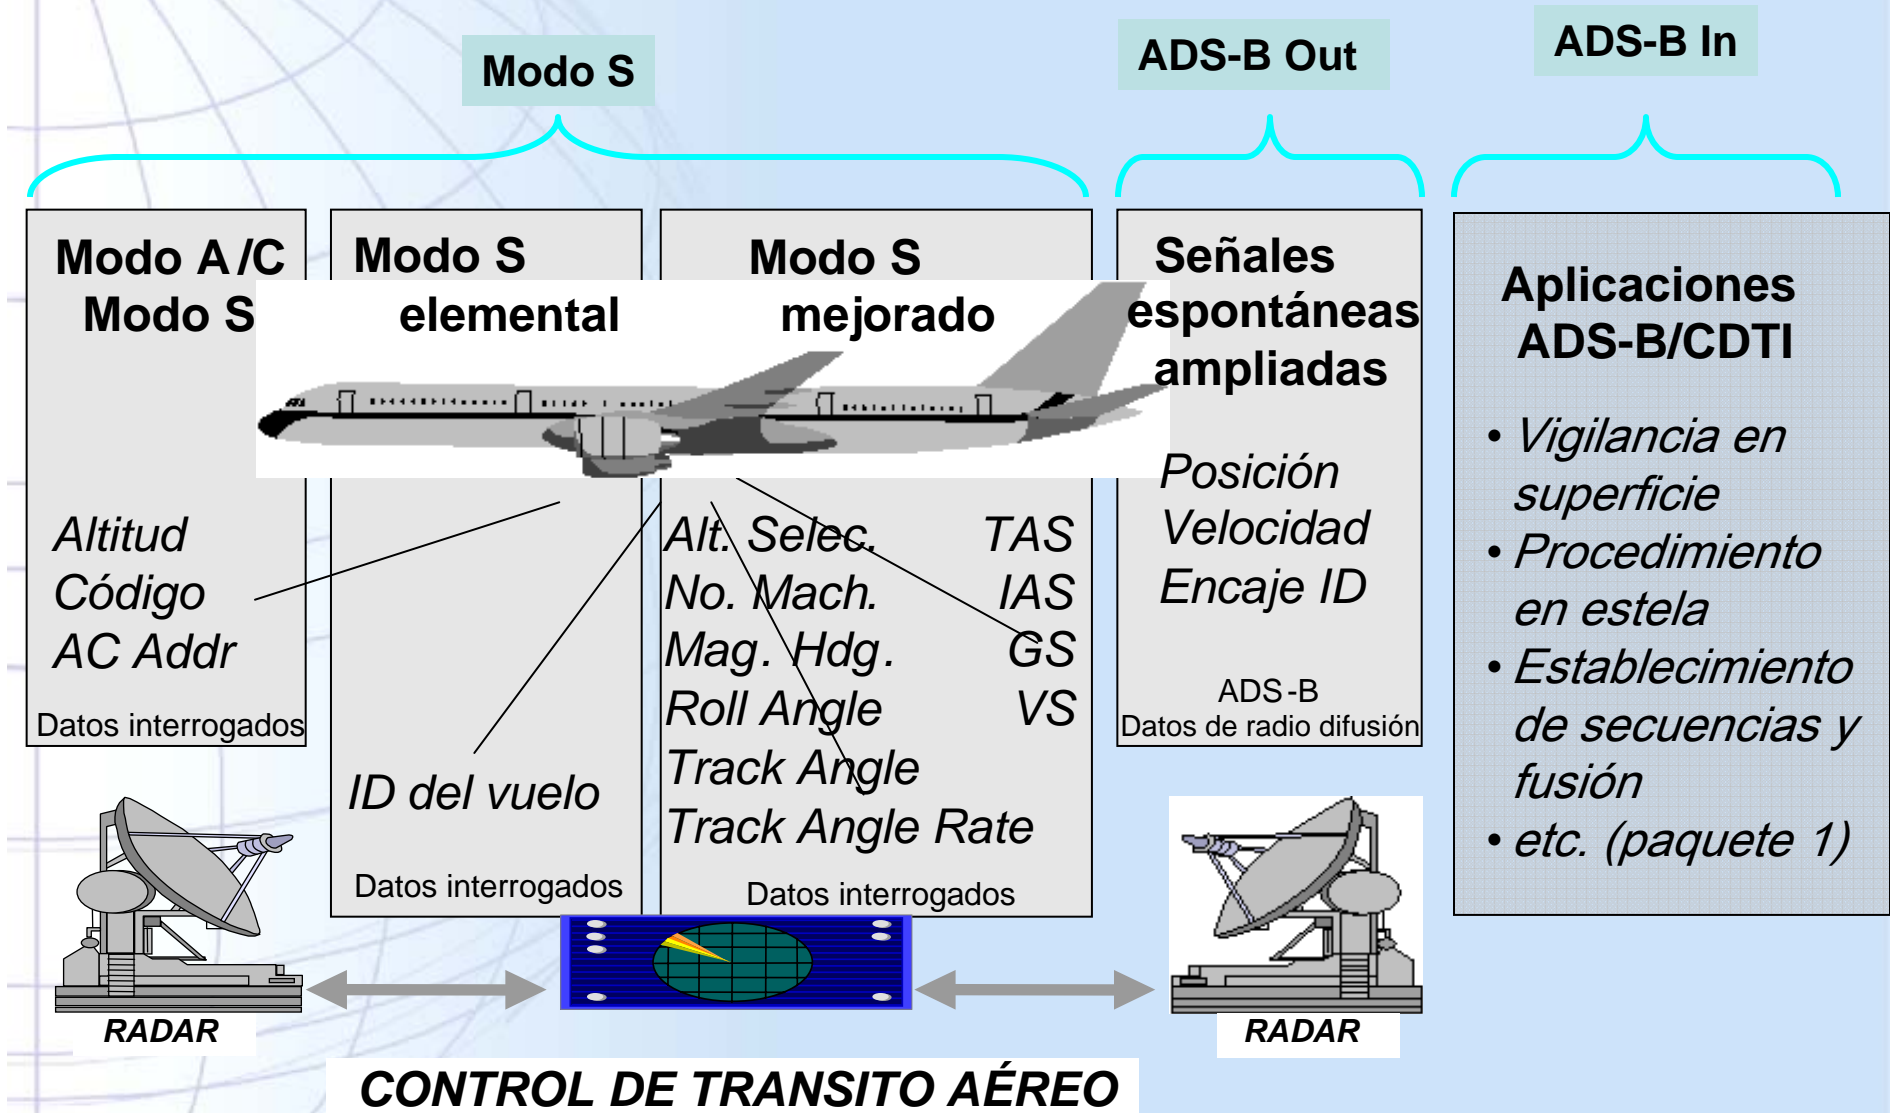 Modo S
ADS-B Out
ADS-B In
Modo A/C
Modo S
Altitud
Código
AC Addr
Datos interrogados
Modo S
elemental
ID del vuelo
Datos interrogados
Modo S
mejorado
Alt. Selec. TAS
No. Mach. IAS
Mag. Hdg. GS
Roll Angle VS
Track Angle
Track Angle Rate
Datos interrogados
Señales
espontáneas
ampliadas
Posición
Velocidad
Encaje ID
ADS-B
Datos de radio difusión
Aplicaciones
ADS-B/CDTI
• Vigilancia en
superficie
• Procedimiento
en estela
• Establecimiento
de secuencias y
fusión
• etc. (paquete 1)
RADAR
RADAR
CONTROL DE TRANSITO AÉREO